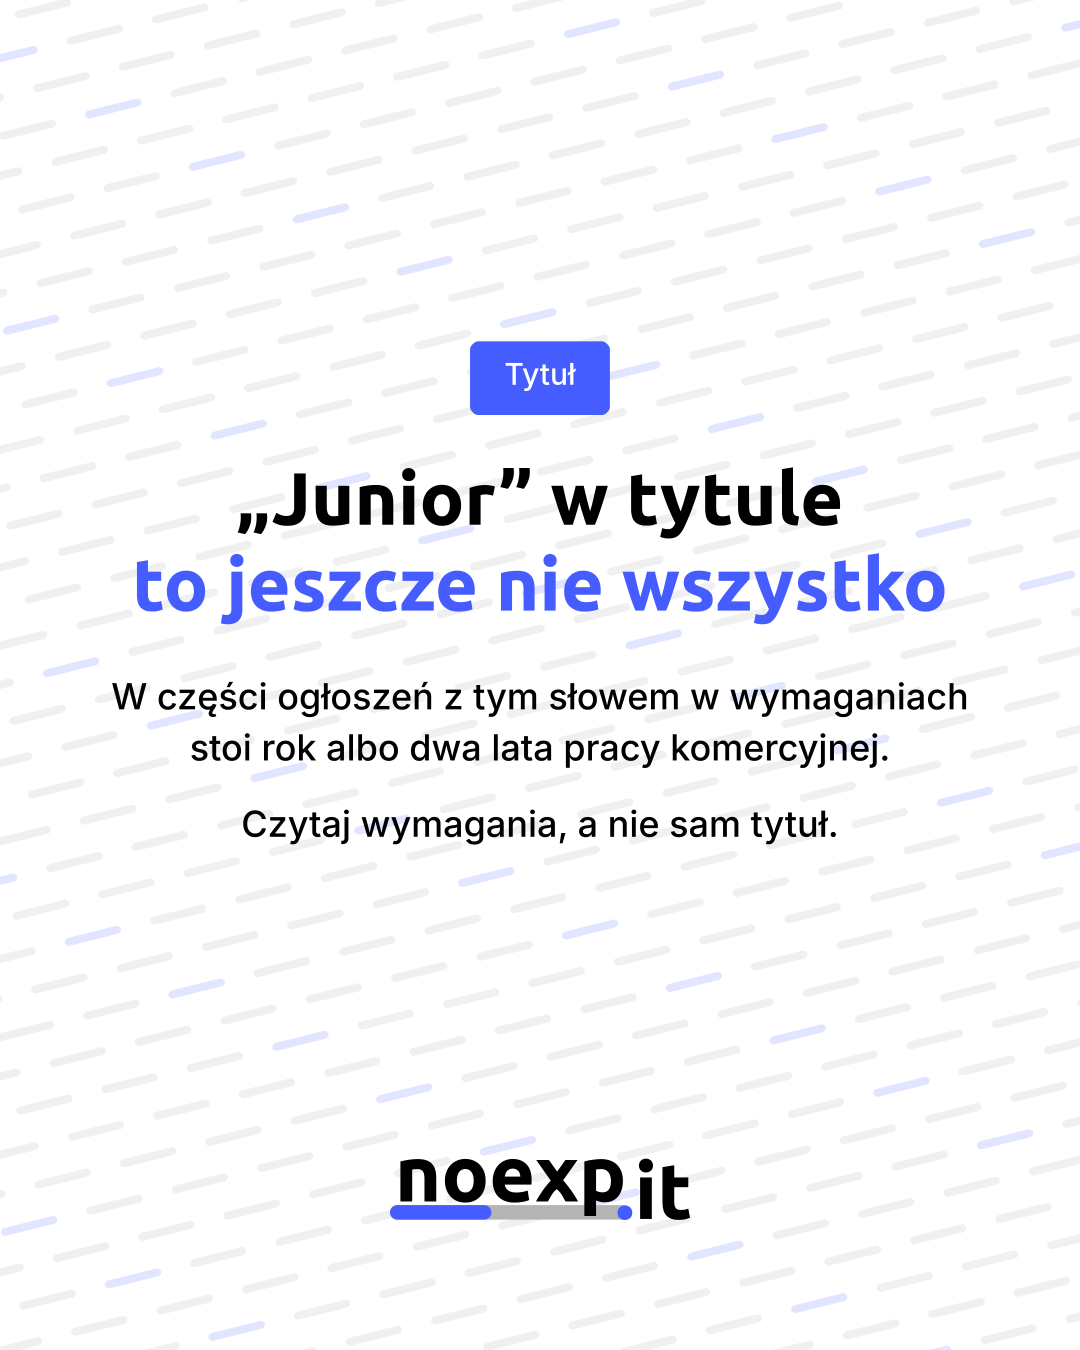 Tytuł
„Junior” w tytule
to jeszcze nie wszystko
W części ogłoszeń z tym słowem w wymaganiach
stoi rok albo dwa lata pracy komercyjnej.
Czytaj wymagania, a nie sam tytuł.
noexp.it